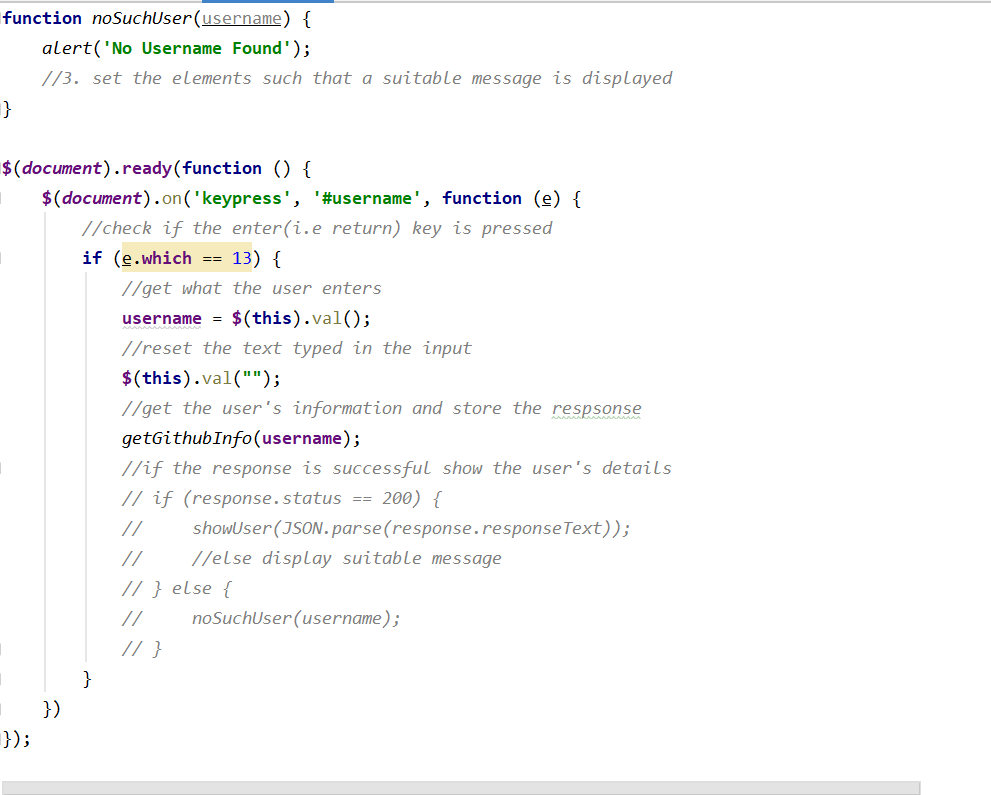 function noSuchUser(username) {
    alert('No Username Found');
    //3. set the elements such that a suitable message is displayed
}
$(document).ready(function () {
    $(document).on('keypress', '#username', function (e) {
        //check if the enter(i.e return) key is pressed
        if (e.which == 13) {
            //get what the user enters
            username = $(this).val();
            //reset the text typed in the input
            $(this).val("");
            //get the user's information and store the respsonse
            getGithubInfo(username);
            //if the response is successful show the user's details
            // if (response.status == 200) {
            //     showUser(JSON.parse(response.responseText));
            //     //else display suitable message
            // } else {
            //     noSuchUser(username);
            // }
        }
    })
});